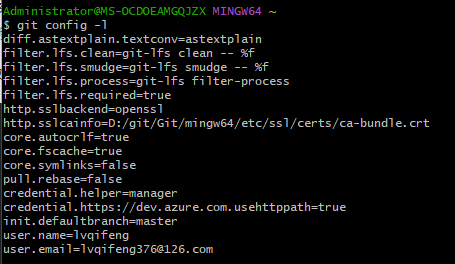 Administrator@MS-OCDOEAMGQJZX MINGW64 ~
$ git config -l
diff.astextplain.textconv=astextplain
filter.lfs.clean=git-lfs clean -- %f
filter.lfs.smudge=git-lfs smudge -- %f
filter.lfs.process=git-lfs filter-process
filter.lfs.required=true
http.sslbackend=openssl
http.sslcainfo=D:/git/Git/mingw64/etc/ssl/certs/ca-bundle.crt
core.autocrlf=true
core.fscache=true
core.symlinks=false
pull.rebase=false
credential.helper=manager
credential.https://dev.azure.com.usehttppath=true
init.defaultbranch=master
user.name=lvqifeng
user.email=lvqifeng376@126.com